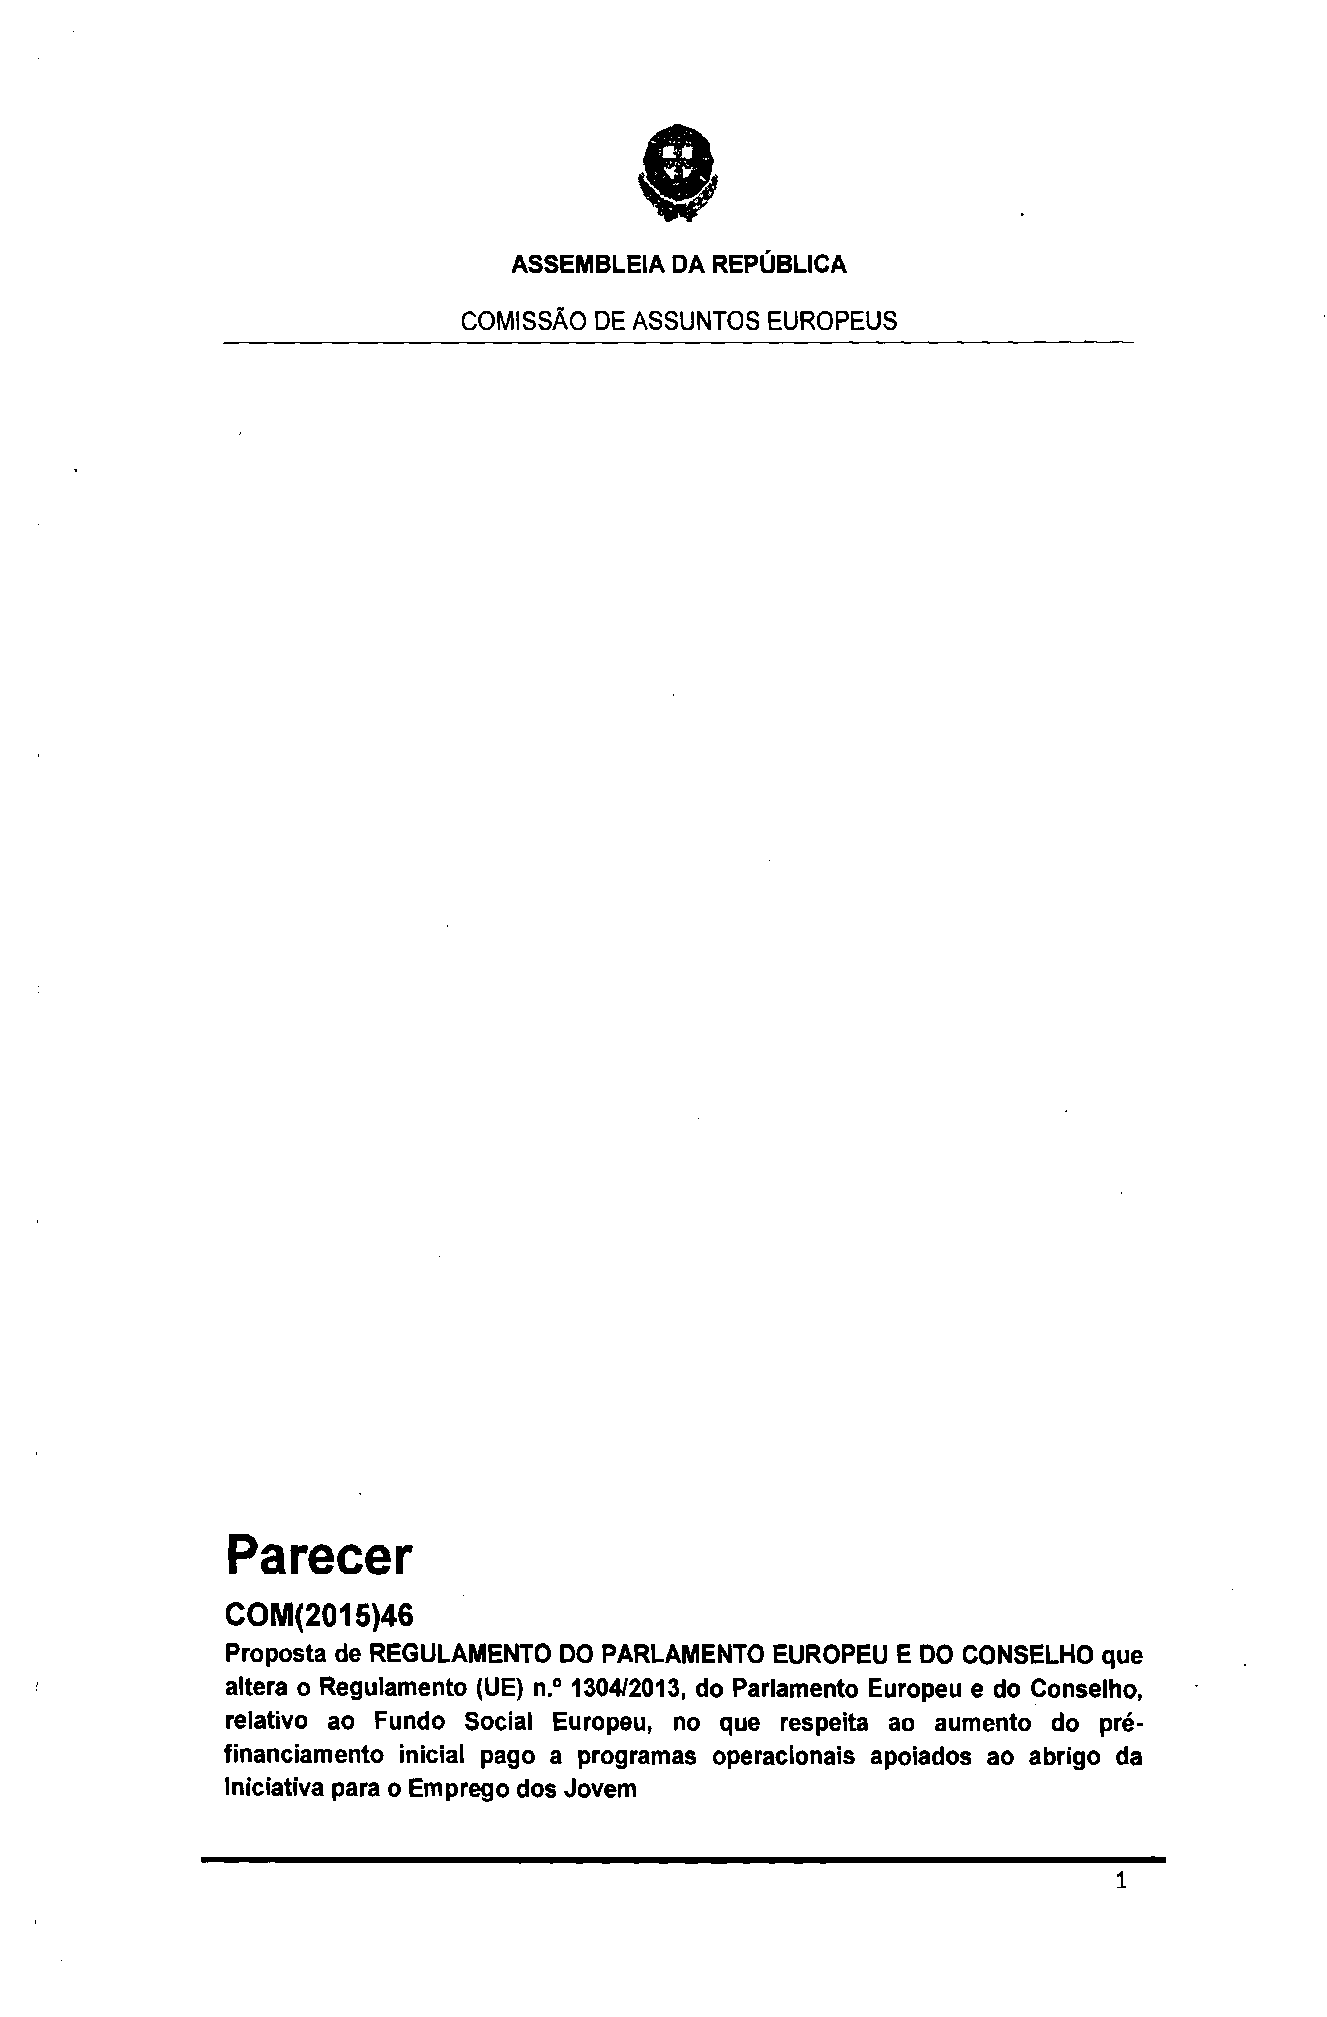 ASSEMBLEIA DA REPÚBLICA
COMISSÃO DE ASSUNTOS EUROPEUS
Parecer
COM(2015)46
Proposta de REGULAMENTO DO PARLAMENTO EUROPEU E DO CONSELHO que
altera o Regulamento (UE) n.º 1304/2013, do Parlamento Europeu e do Conselho,
relativo ao Fundo Social Europeu, no que respeita ao aumento do pré-
financiamento inicial pago a programas operacionais apoiados ao abrigo da
Iniciativa para o Emprego dos Jovem
1